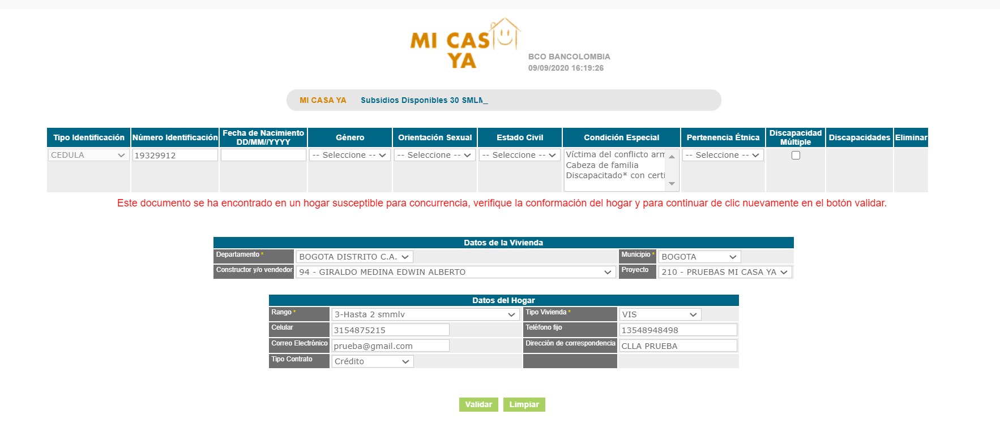 MI CAS
YA
BCO BANCOLOMBIA
09/09/2020 16:19:26
MI CASA YA Subsidios Disponibles 30 SMLM_
Tipo Identificación Número Identificación Fecha de Nacimiento DD/MM//YYYY Género Orientación Sexual Estado Civil Condición Especial Pertenencia Étnica Discapacidad Múltiple Discapacidades Eliminar
CEDULA 19329912 -- Seleccione -- -- Seleccione -- -- Seleccione -- Víctima del conflicto arm -- Seleccione --
Cabeza de familia
Discapacitado* con certi
Este documento se ha encontrado en un hogar susceptible para concurrencia, verifique la conformación del hogar y para continuar de clic nuevamente en el botón validar.
Datos de la Vivienda
Departamento * BOGOTA DISTRITO C.A. Municipio * BOGOTA
Constructor y/o vendedor 94 - GIRALDO MEDINA EDWIN ALBERTO Proyecto 210 - PRUEBAS MI CASA YA
Datos del Hogar
Rango * 3-Hasta 2 smmlv Tipo Vivienda * VIS
Celular 3154875215 Teléfono fijo 13548948498
Correo Electrónico prueba@gmail.com Dirección de correspondencia CLLA PRUEBA
Tipo Contrato Crédito
Validar Limpiar